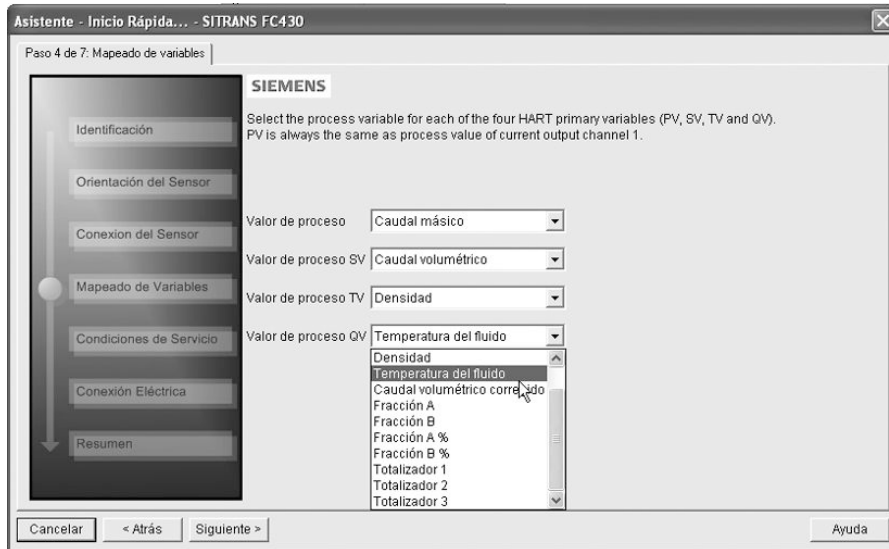 Asistente - Inicio Rápida... - SITRANS FC430
Paso 4 de 7: Mapeado de variables
SIEMENS
Select the process variable for each of the four HART primary variables (PV, SV, TV and QV).
PV is always the same as process value of current output channel 1.
Identificación
Orientación del Sensor
Conexion del Sensor
Mapeado de Variables
Condiciones de Servicio
Conexión Eléctrica
Resumen
Valor de proceso Caudal másico
Valor de proceso SV Caudal volumétrico
Valor de proceso TV Densidad
Valor de proceso QV Temperatura del fluido
Densidad
Temperatura del fluido
Caudal volumétrico corregido
Fracción A
Fracción B
Fracción A %
Fracción B %
Totalizador 1
Totalizador 2
Totalizador 3
Cancelar < Atrás Siguiente > Ayuda